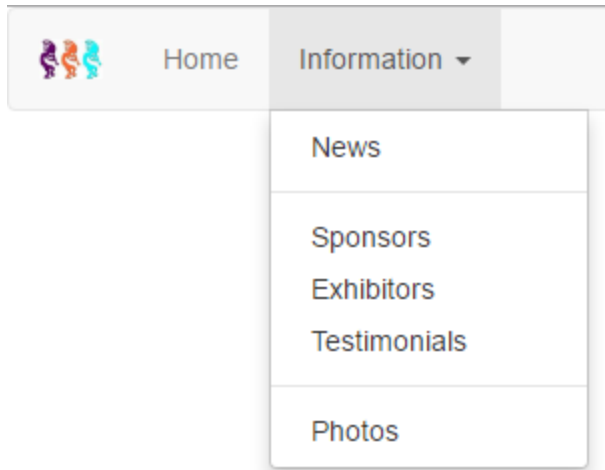 Home Information
News
Sponsors
Exhibitors
Testimonials
Photos